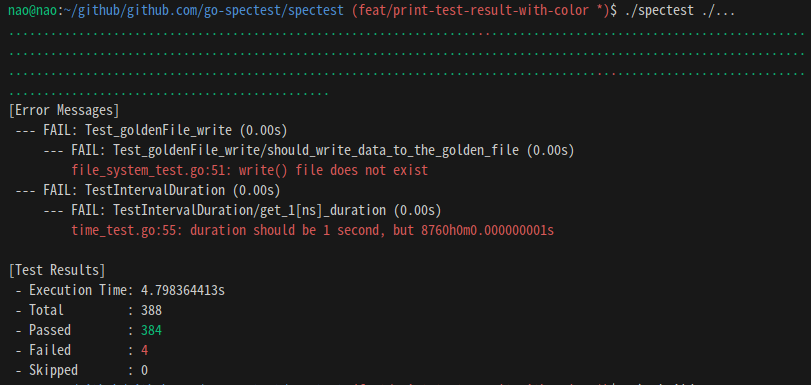 nao@nao:~/github/github.com/go-spectest/spectest (feat/print-test-result-with-color *)$ ./spectest ./...
[Error Messages]
 --- FAIL: Test_goldenFile_write (0.00s)
     --- FAIL: Test_goldenFile_write/should_write_data_to_the_golden_file (0.00s)
         file_system_test.go:51: write() file does not exist
 --- FAIL: TestIntervalDuration (0.00s)
     --- FAIL: TestIntervalDuration/get_1[ns]_duration (0.00s)
         time_test.go:55: duration should be 1 second, but 8760h0m0.000000001s
[Test Results]
 - Execution Time: 4.798364413s
 - Total         : 388
 - Passed        : 384
 - Failed        : 4
 - Skipped       : 0